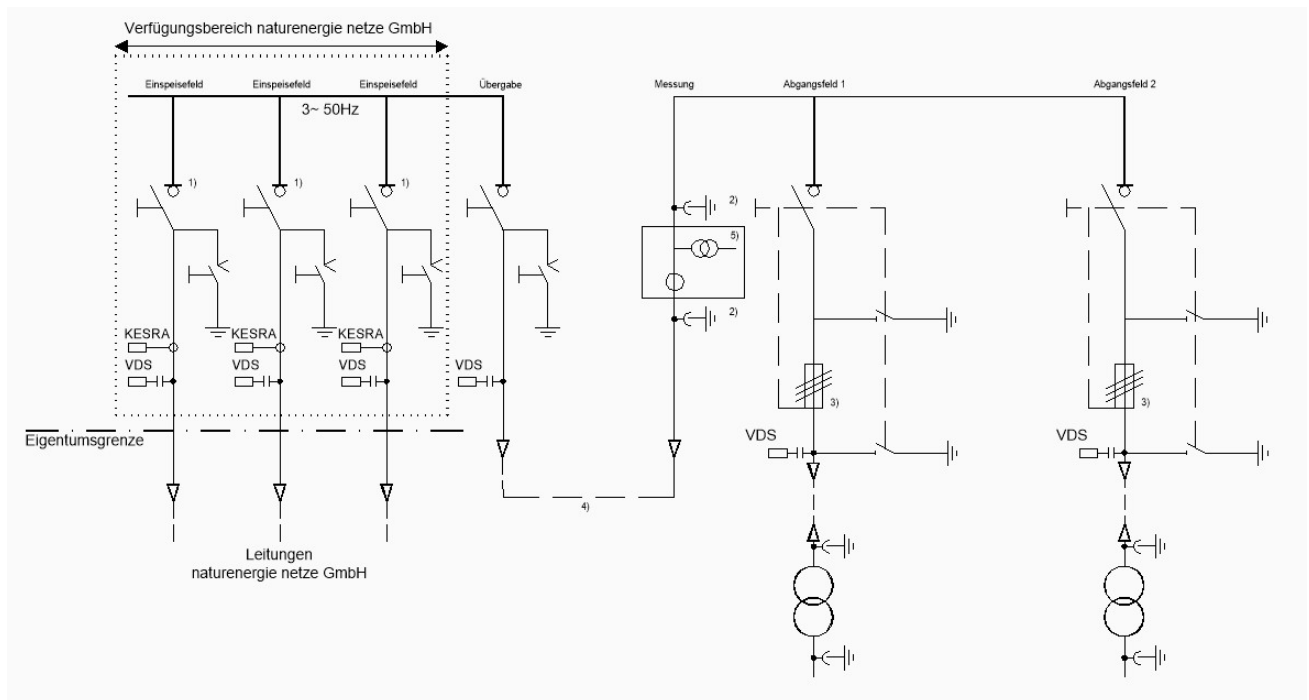 Verfügungsbereich naturenergie netze GmbH
Einspeisefeld Einspeisefeld Einspeisefeld Übergabe Messung Abgangsfeld 1 Abgangsfeld 2
3~ 50Hz
1) 1) 1)
2)
5)
2)
KESRA KESRA KESRA
VDS VDS VDS VDS
3) 3)
Eigentumsgrenze
VDS VDS
4)
Leitungen
naturenergie netze GmbH